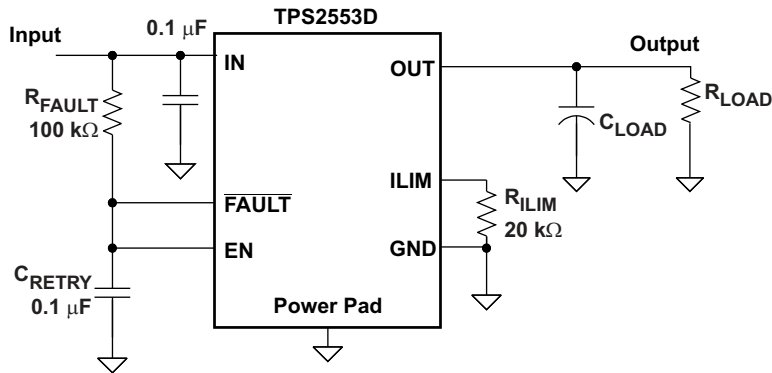 TPS2553D
Input
0.1 μF
IN
OUT
Output
R_FAULT
100 kΩ
R_LOAD
C_LOAD
ILIM
FAULT
R_ILIM
20 kΩ
EN
GND
C_RETRY
0.1 μF
Power Pad